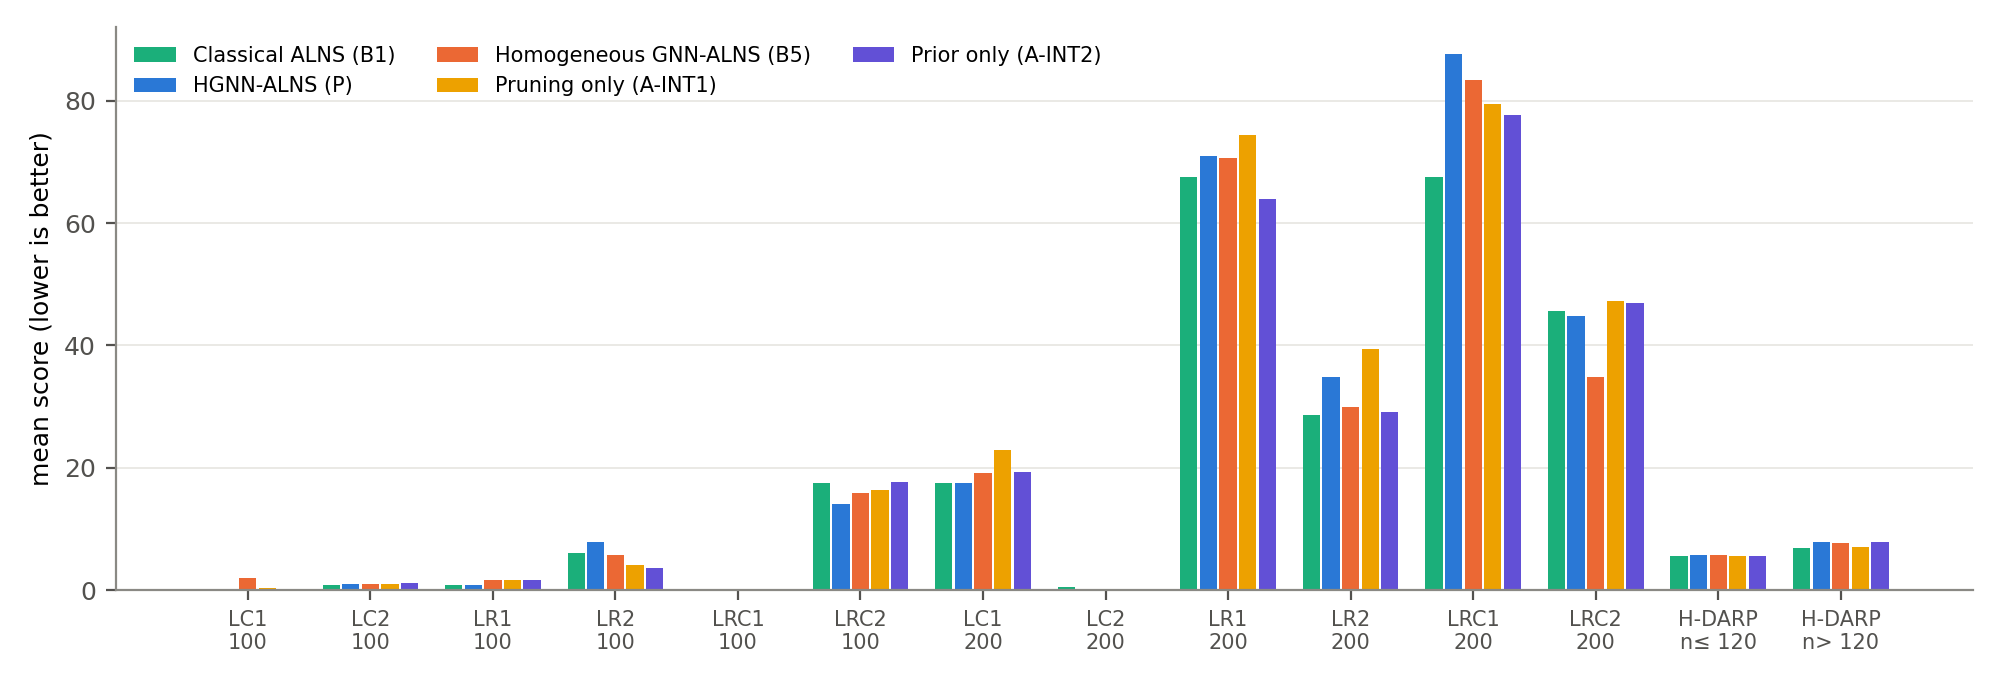 Classical ALNS (B1)
HGNN-ALNS (P)
Homogeneous GNN-ALNS (B5)
Pruning only (A-INT1)
Prior only (A-INT2)
mean score (lower is better)
80
60
40
20
0
LC1 100
LC2 100
LR1 100
LR2 100
LRC1 100
LRC2 100
LC1 200
LC2 200
LR1 200
LR2 200
LRC1 200
LRC2 200
H-DARP n≤ 120
H-DARP n> 120